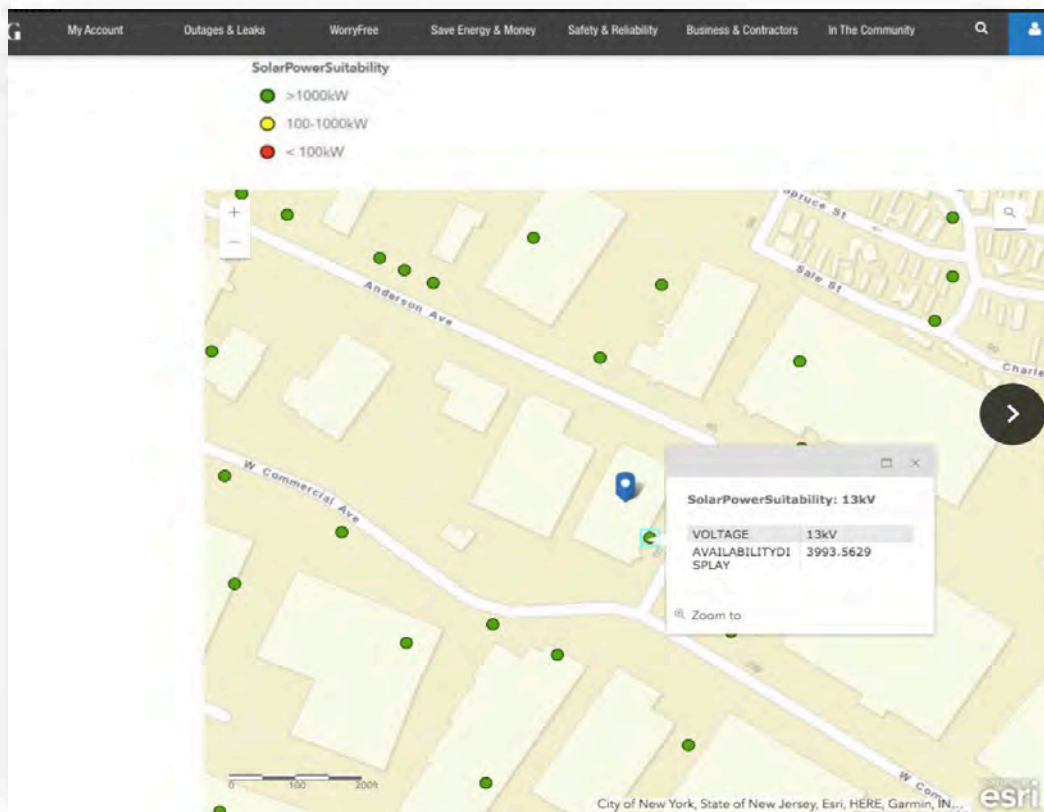 G My Account Outages & Leaks WorryFree Save Energy & Money Safety & Reliability Business & Contractors In The Community
SolarPowerSuitability
>1000kW
100-1000kW
< 100kW
+
−
Spruce St
Sale St
Anderson Ave
50
Charle
W Commercial Ave
SolarPowerSuitability: 13kV
VOLTAGE 13kV
AVAILABILITYDI 3993.5629
SPLAY
Zoom to
0 100 200ft
W Com
City of New York, State of New Jersey, Esri, HERE, Garmin, IN...
esri